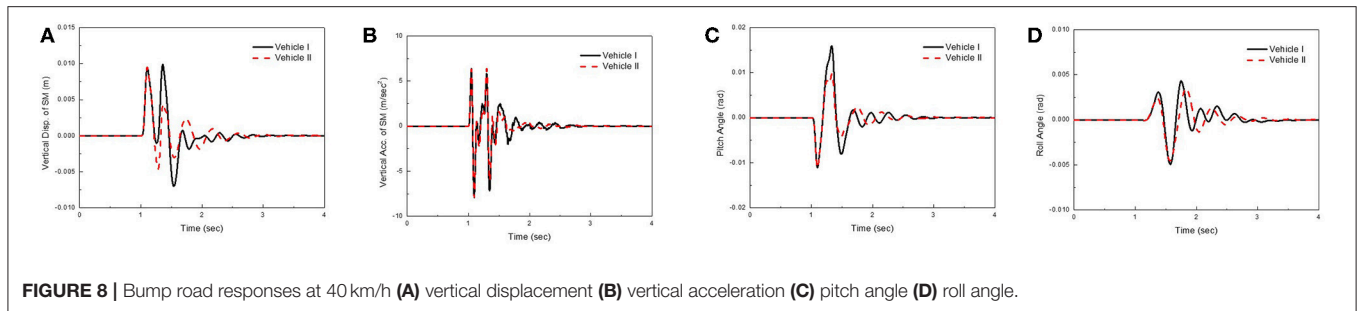 A
Vehicle I
Vehicle II
Vertical Disp. of SM (m)
0.015
0.010
0.005
0.000
-0.005
-0.010
0
1
2
3
4
Time (sec)
B
Vehicle I
Vehicle II
Vertical Acc. of SM (m/sec²)
10
5
0
-5
-10
0
1
2
3
4
Time (sec)
C
Vehicle I
Vehicle II
Pitch Angle (rad)
0.02
0.01
0.00
-0.01
-0.02
0
1
2
3
4
Time (sec)
D
Vehicle I
Vehicle II
Roll Angle (rad)
0.010
0.005
0.000
-0.005
-0.010
0
1
2
3
4
Time (sec)
FIGURE 8 | Bump road responses at 40 km/h (A) vertical displacement (B) vertical acceleration (C) pitch angle (D) roll angle.